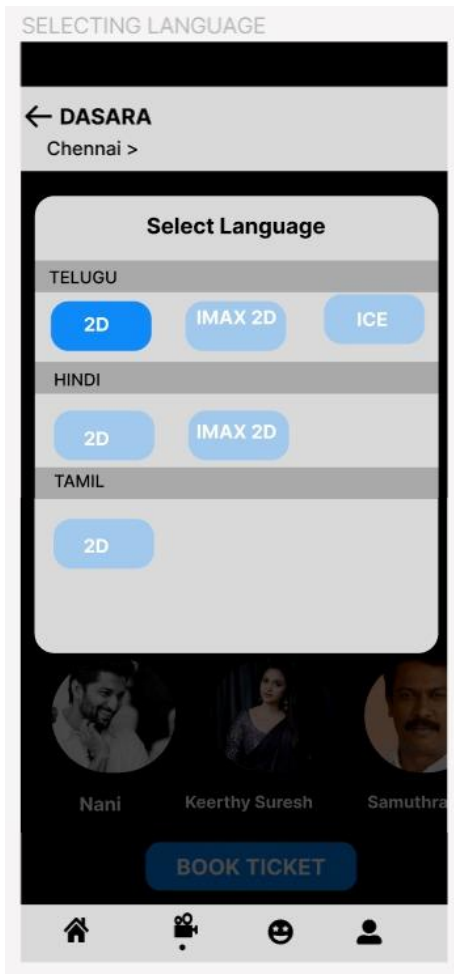 SELECTING LANGUAGE
← DASARA
Chennai >
Select Language
TELUGU
2D IMAX 2D ICE
HINDI
2D IMAX 2D
TAMIL
2D
Nani Keerthy Suresh Samuthra
BOOK TICKET